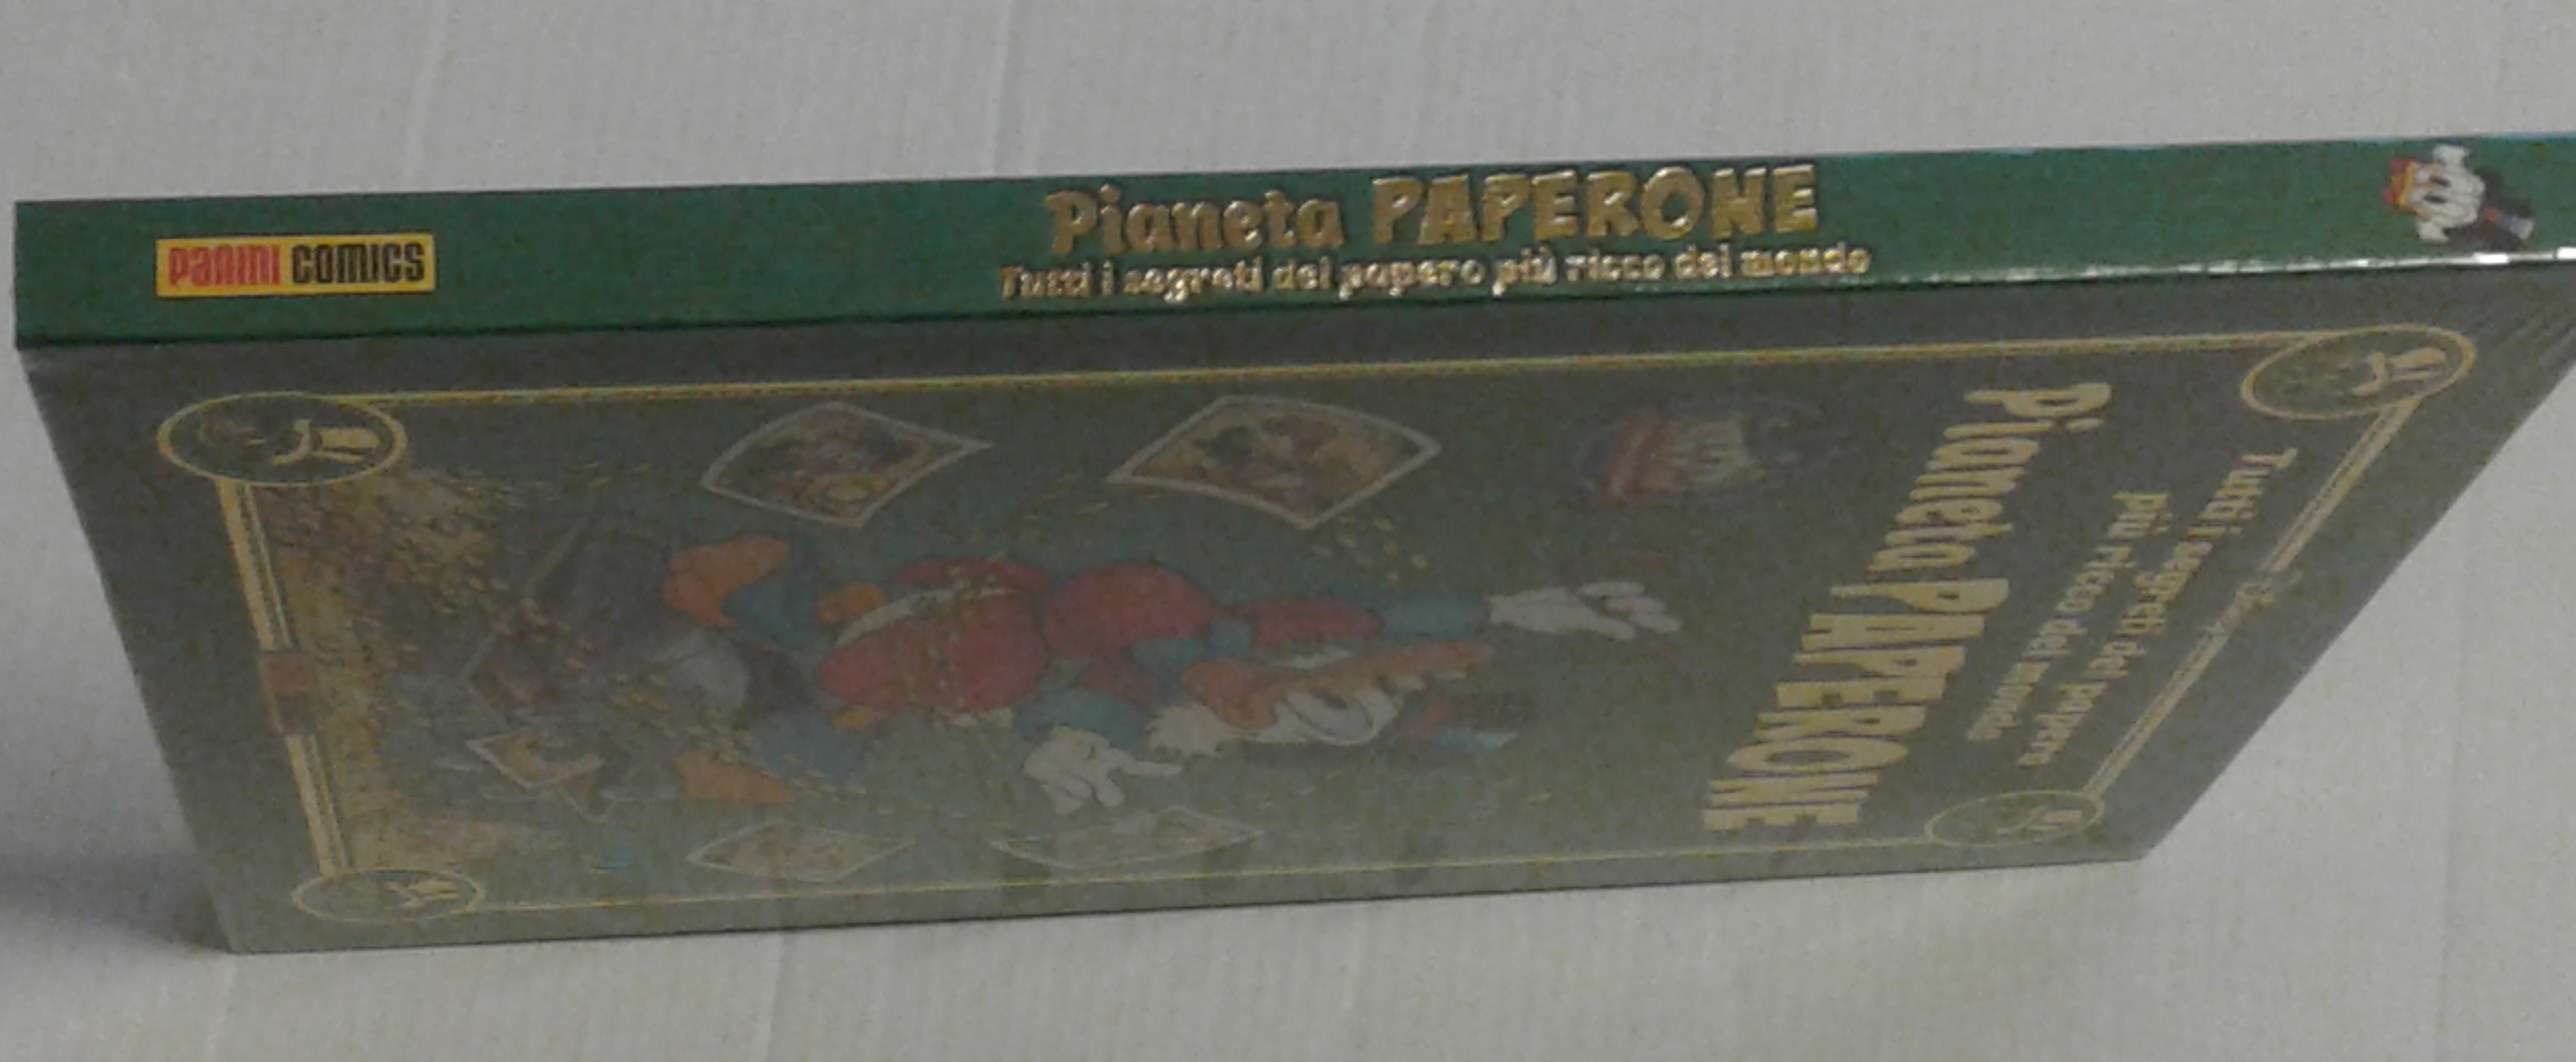 PANINI COMICS
Pianeta PAPERONE
Tutti i segreti del papero più ricco del mondo
Tutti i segreti del papero
più ricco del mondo
Pianeta PAPERONE